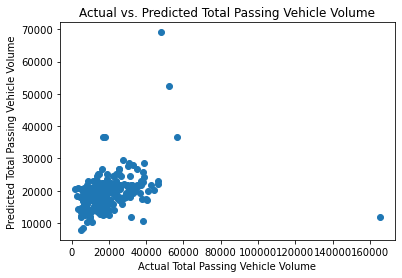 Actual vs. Predicted Total Passing Vehicle Volume
Predicted Total Passing Vehicle Volume
70000
60000
50000
40000
30000
20000
10000
0 20000 40000 60000 80000 100000 120000 140000 160000
Actual Total Passing Vehicle Volume